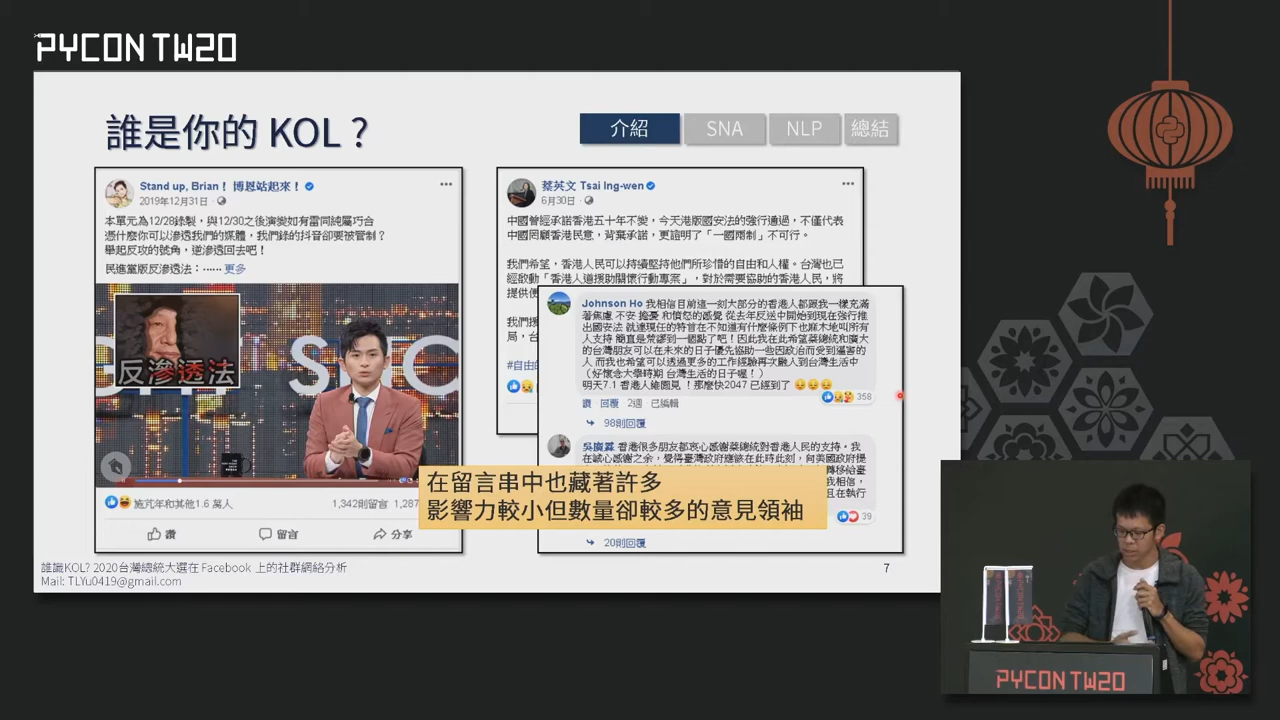 PYCON TW20
誰是你的 KOL ?
介紹
SNA
NLP
總結
Stand up, Brian！ 博恩站起來！
2019年12月31日
本單元為12/28錄製，與12/30之後演變如有雷同純屬巧合
憑什麼你可以滲透我們的媒體，我們錄的抖音卻要被管制？
舉起反攻的號角，逆滲透回去吧！
民進黨版反滲透法：⋯⋯ 更多
反滲透法
施芃年和其他1.6 萬人
1,342則留言
1,287
讚
留言
分享
蔡英文 Tsai Ing-wen
6月30日
中國曾經承諾香港五十年不變，今天港版國安法的強行通過，不僅代表
中國罔顧香港民意，背棄承諾，更證明了「一國兩制」不可行。
我們希望，香港人民可以持續堅持他們所珍惜的自由和人權。台灣也已
經啟動「香港人道援助關懷行動專案」，對於需要協助的香港人民，將
提供
我們
局，台
#自由
Johnson Ho 我相信目前這一刻大部分的香港人都跟我一樣充滿
著焦慮 不安 擔憂 和憤怒的感覺 從去年反送中開始到現在強行推
出國安法 就連現任的特首在不知道有什麼條例下也麻木地叫所有
人支持 簡直是荒謬到一個點了吧！因此我在此希望蔡總統和廣大
的台灣朋友可以在未來的日子優先協助一些因政治而受到逼害的
人 而我也希望可以透過更多的工作經驗再次融入到台灣生活中
（好懷念大學時期 台灣生活的日子喔！）
明天7.1 香港人維園見 ！那麼快2047 已經到了
358
讚 回覆 2週 已編輯
98則回覆
吳廣霖 香港很多朋友都衷心感謝蔡總統對香港人民的支持。我
在誠心感謝之餘，覺得臺灣政府應該在此時此刻，向美國政府提
轉移給臺
我相信，
且在執行
39
20則回覆
在留言串中也藏著許多
影響力較小但數量卻較多的意見領袖
誰識KOL? 2020台灣總統大選在 Facebook 上的社群網絡分析
Mail: TLYu0419@gmail.com
7
PYCON TW20